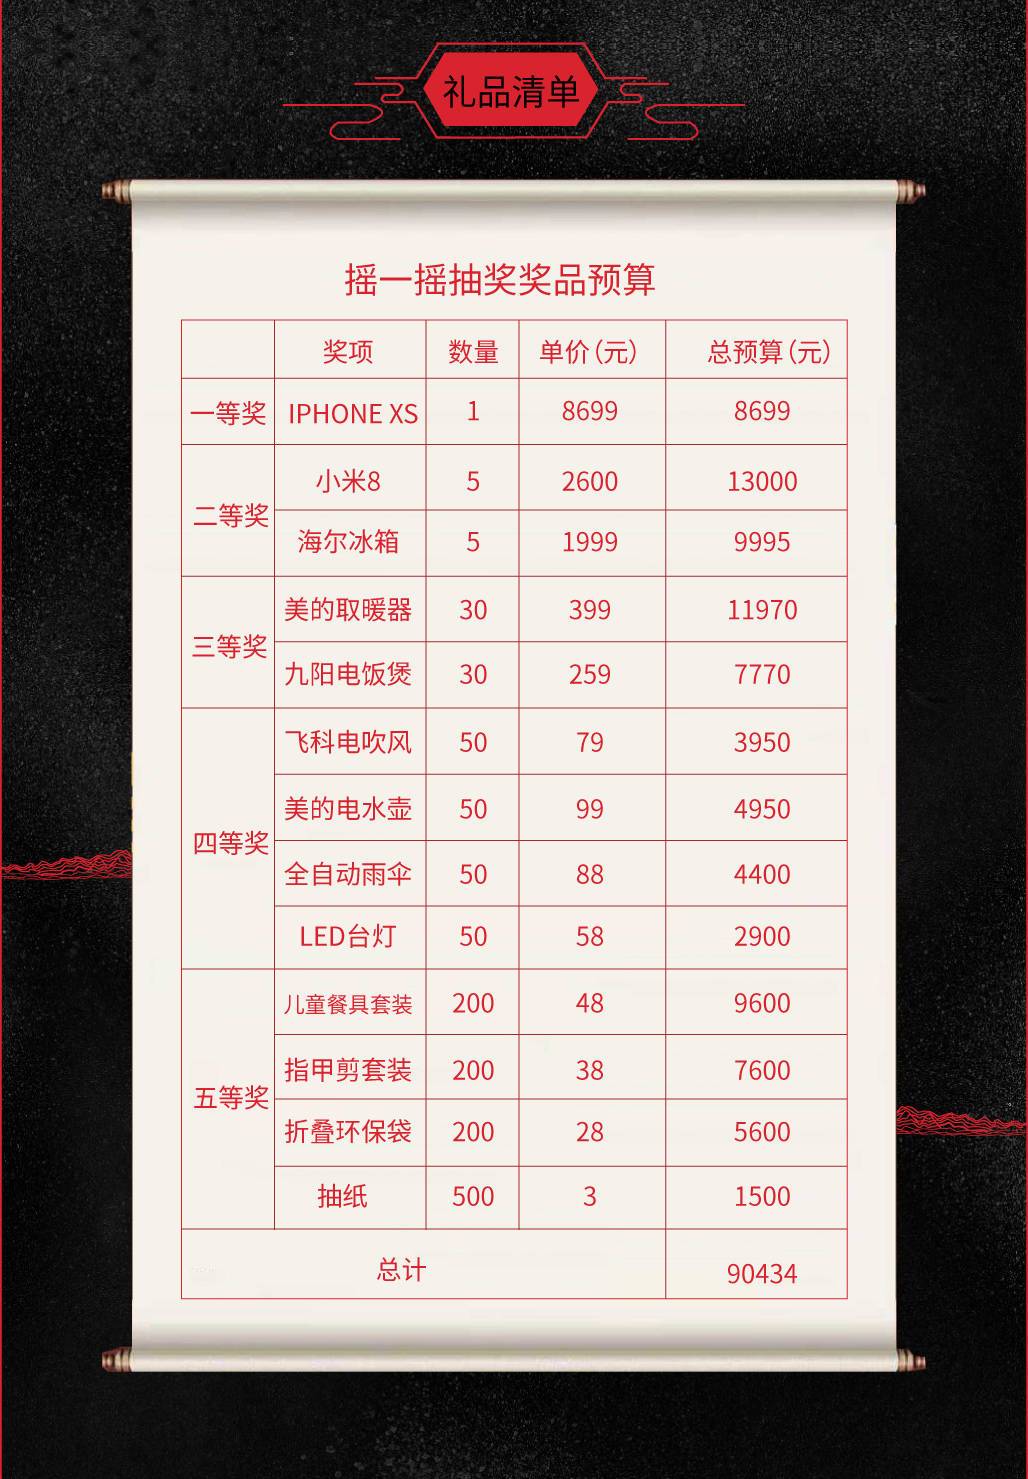 礼品清单
摇一摇抽奖奖品预算
奖项 数量 单价(元) 总预算(元)
一等奖 IPHONE XS 1 8699 8699
二等奖
小米8 5 2600 13000
海尔冰箱 5 1999 9995
三等奖
美的取暖器 30 399 11970
九阳电饭煲 30 259 7770
四等奖
飞科电吹风 50 79 3950
美的电水壶 50 99 4950
全自动雨伞 50 88 4400
LED台灯 50 58 2900
五等奖
儿童餐具套装 200 48 9600
指甲剪套装 200 38 7600
折叠环保袋 200 28 5600
抽纸 500 3 1500
总计 90434